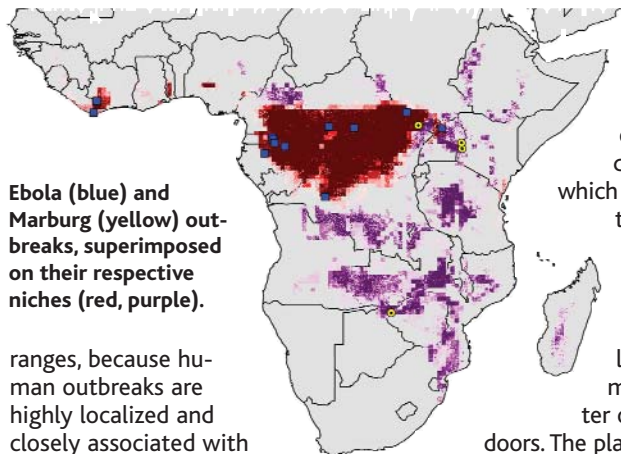 Ebola (blue) and
Marburg (yellow) out-
breaks, superimposed
on their respective
niches (red, purple).
ranges, because hu-
man outbreaks are
highly localized and
closely associated with
which
ter
doors. The pla